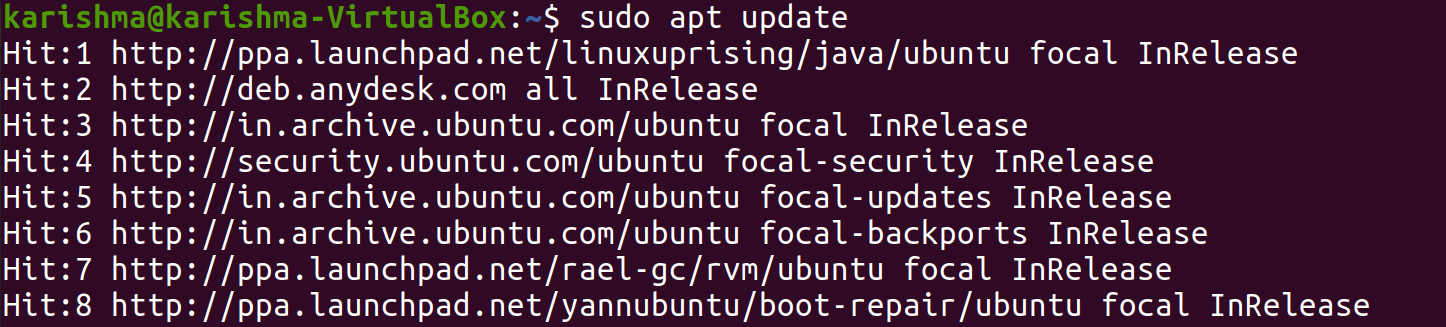 karishma@karishma-VirtualBox:~$ sudo apt update
Hit:1 http://ppa.launchpad.net/linuxuprising/java/ubuntu focal InRelease
Hit:2 http://deb.anydesk.com all InRelease
Hit:3 http://in.archive.ubuntu.com/ubuntu focal InRelease
Hit:4 http://security.ubuntu.com/ubuntu focal-security InRelease
Hit:5 http://in.archive.ubuntu.com/ubuntu focal-updates InRelease
Hit:6 http://in.archive.ubuntu.com/ubuntu focal-backports InRelease
Hit:7 http://ppa.launchpad.net/rael-gc/rvm/ubuntu focal InRelease
Hit:8 http://ppa.launchpad.net/yannubuntu/boot-repair/ubuntu focal InRelease